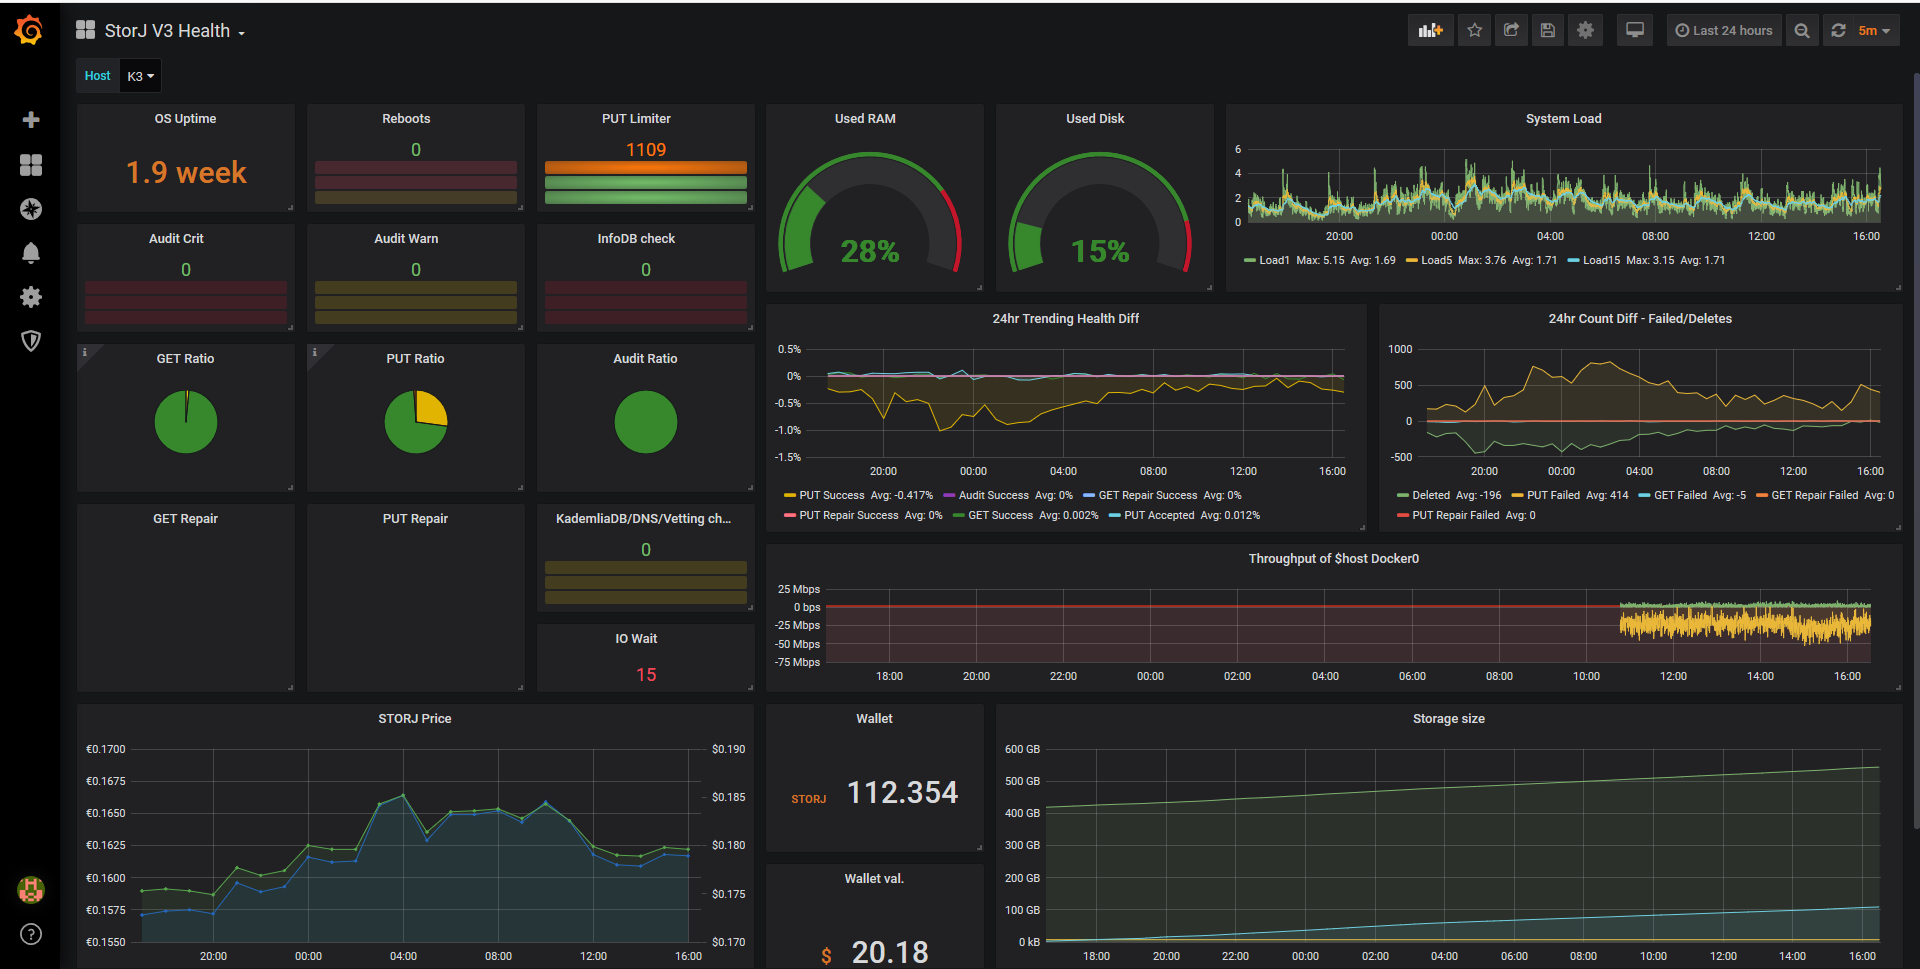 StorJ V3 Health
Last 24 hours
5m
Host
K3
OS Uptime
1.9 week
Reboots
0
PUT Limiter
1109
Used RAM
28%
Used Disk
15%
System Load
6
4
2
0
20:00 00:00 04:00 08:00 12:00 16:00
Load1 Max: 5.15 Avg: 1.69 Load5 Max: 3.76 Avg: 1.71 Load15 Max: 3.15 Avg: 1.71
Audit Crit
0
Audit Warn
0
InfoDB check
0
24hr Trending Health Diff
0.5%
0%
-0.5%
-1.0%
-1.5%
20:00 00:00 04:00 08:00 12:00 16:00
PUT Success Avg: -0.417% Audit Success Avg: 0% GET Repair Success Avg: 0%
PUT Repair Success Avg: 0% GET Success Avg: 0.002% PUT Accepted Avg: 0.012%
24hr Count Diff - Failed/Deletes
1000
500
0
-500
20:00 00:00 04:00 08:00 12:00 16:00
Deleted Avg: -196 PUT Failed Avg: 414 GET Failed Avg: -5 GET Repair Failed Avg: 0
PUT Repair Failed Avg: 0
i
GET Ratio
i
PUT Ratio
Audit Ratio
GET Repair
PUT Repair
KademliaDB/DNS/Vetting ch...
0
IO Wait
15
Throughput of $host Docker0
25 Mbps
0 bps
-25 Mbps
-50 Mbps
-75 Mbps
18:00 20:00 22:00 00:00 02:00 04:00 06:00 08:00 10:00 12:00 14:00 16:00
STORJ Price
€0.1700 $0.190
€0.1675
€0.1650 $0.185
€0.1625 $0.180
€0.1600
€0.1575 $0.175
€0.1550 $0.170
20:00 00:00 04:00 08:00 12:00 16:00
Wallet
STORJ 112.354
Wallet val.
$ 20.18
Storage size
600 GB
500 GB
400 GB
300 GB
200 GB
100 GB
0 kB
18:00 20:00 22:00 00:00 02:00 04:00 06:00 08:00 10:00 12:00 14:00 16:00
?